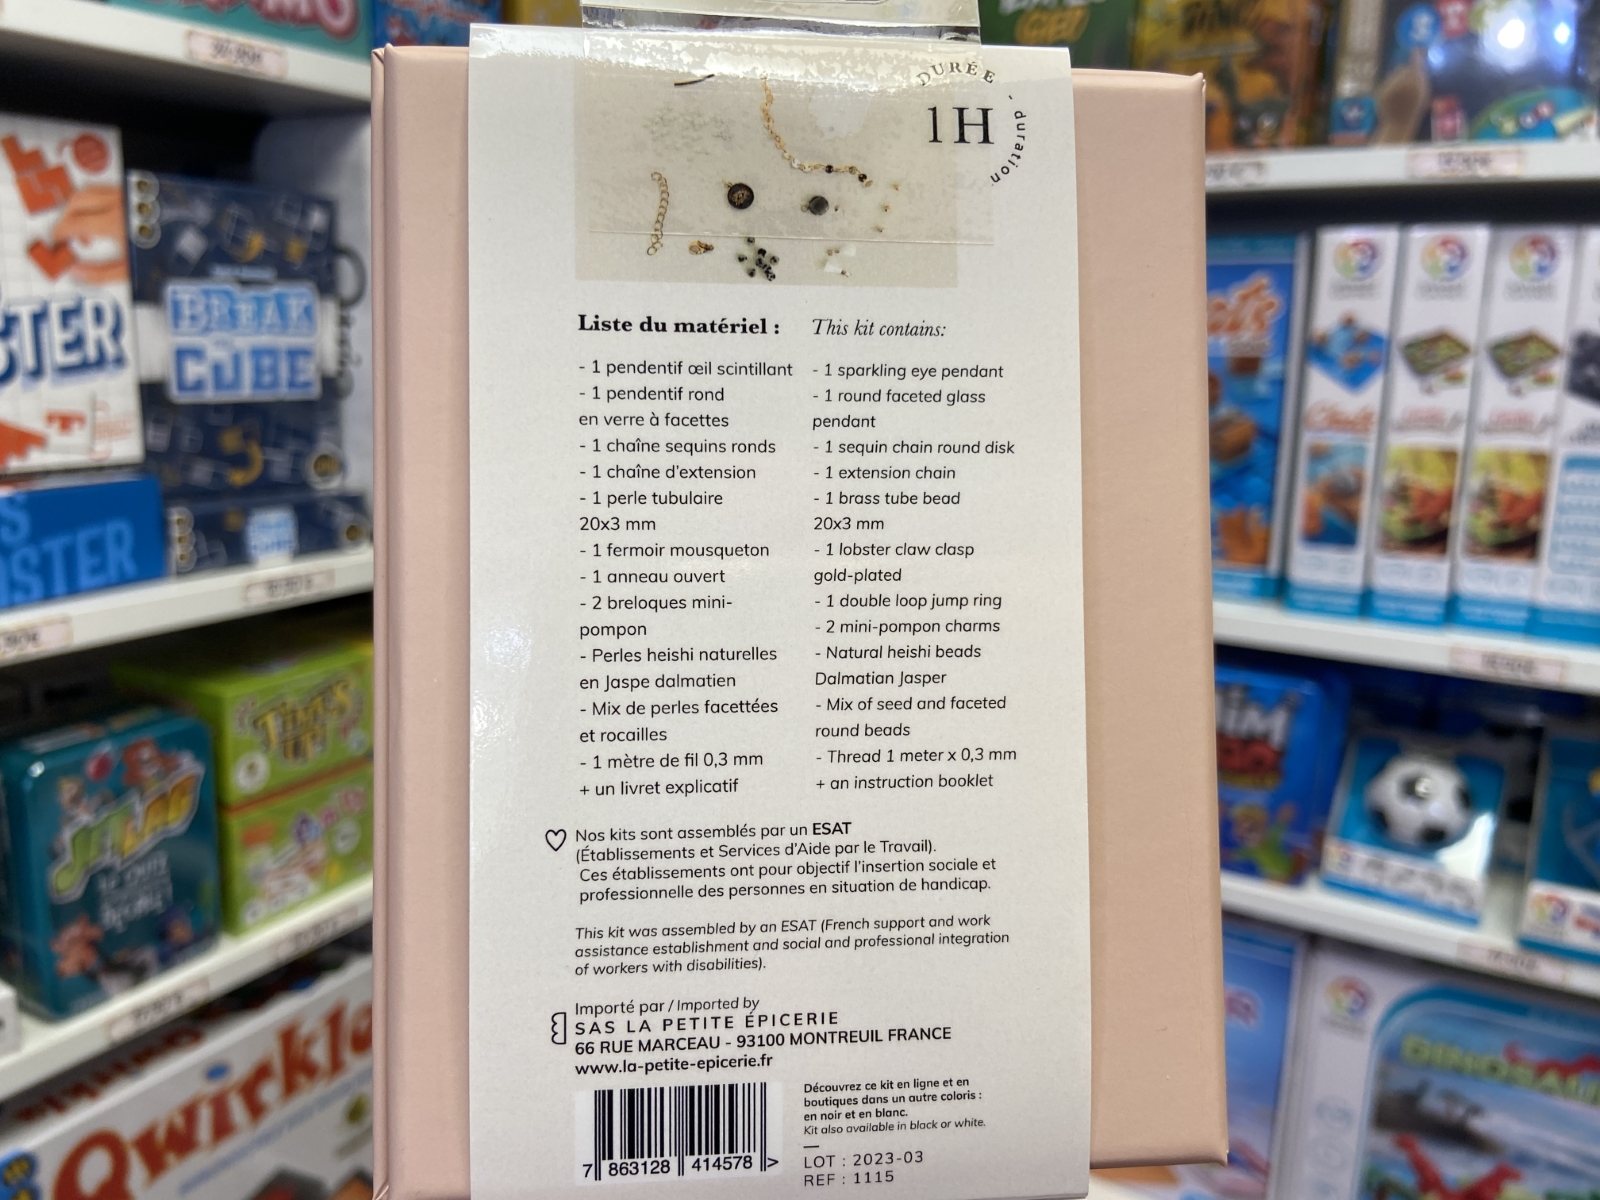 DURÉE - duration
1H
Liste du matériel :
- 1 pendentif œil scintillant
- 1 pendentif rond
en verre à facettes
- 1 chaîne sequins ronds
- 1 chaîne d'extension
- 1 perle tubulaire
20x3 mm
- 1 fermoir mousqueton
- 1 anneau ouvert
- 2 breloques mini-
pompon
- Perles heishi naturelles
en Jaspe dalmatien
- Mix de perles facettées
et rocailles
- 1 mètre de fil 0,3 mm
+ un livret explicatif
This kit contains:
- 1 sparkling eye pendant
- 1 round faceted glass
pendant
- 1 sequin chain round disk
- 1 extension chain
- 1 brass tube bead
20x3 mm
- 1 lobster claw clasp
gold-plated
- 1 double loop jump ring
- 2 mini-pompon charms
- Natural heishi beads
Dalmatian Jasper
- Mix of seed and faceted
round beads
- Thread 1 meter x 0,3 mm
+ an instruction booklet
Nos kits sont assemblés par un ESAT
(Établissements et Services d'Aide par le Travail).
Ces établissements ont pour objectif l'insertion sociale et
professionnelle des personnes en situation de handicap.
This kit was assembled by an ESAT (French support and work
assistance establishment and social and professional integration
of workers with disabilities).
Importé par / Imported by
SAS LA PETITE ÉPICERIE
66 RUE MARCEAU - 93100 MONTREUIL FRANCE
www.la-petite-epicerie.fr
7 863128 414578 >
Découvrez ce kit en ligne et en
boutiques dans un autre coloris :
en noir et en blanc.
Kit also available in black or white.
LOT : 2023-03
REF : 1115
BREAK
THE
CUBE
TIME'S
UP!
Qwirkle